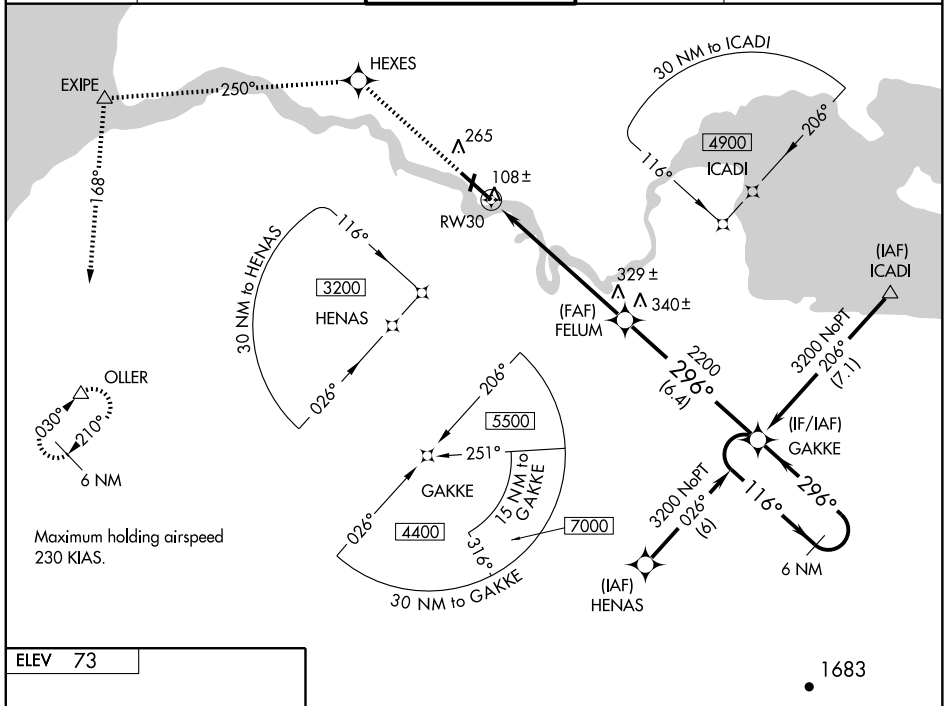 30 NM to ICADI
HEXES
EXIPE
250°
206°
265
4900
ICADI
116°
168°
108±
RW30
116°
30 NM to HENAS
3200
HENAS
(IAF)
ICADI
329±
340±
(FAF)
FELUM
026°
3200 NoPT
206°
(7.1)
2200
296°
(6.4)
OLLER
030°
210°
6 NM
206°
5500
251°
GAKKE
15 NM to
GAKKE
(IF/IAF)
GAKKE
296°
116°
3200 NoPT
026°
(6)
026°
4400
7000
316°
30 NM to GAKKE
Maximum holding airspeed
230 KIAS.
6 NM
(IAF)
HENAS
ELEV 73
1683